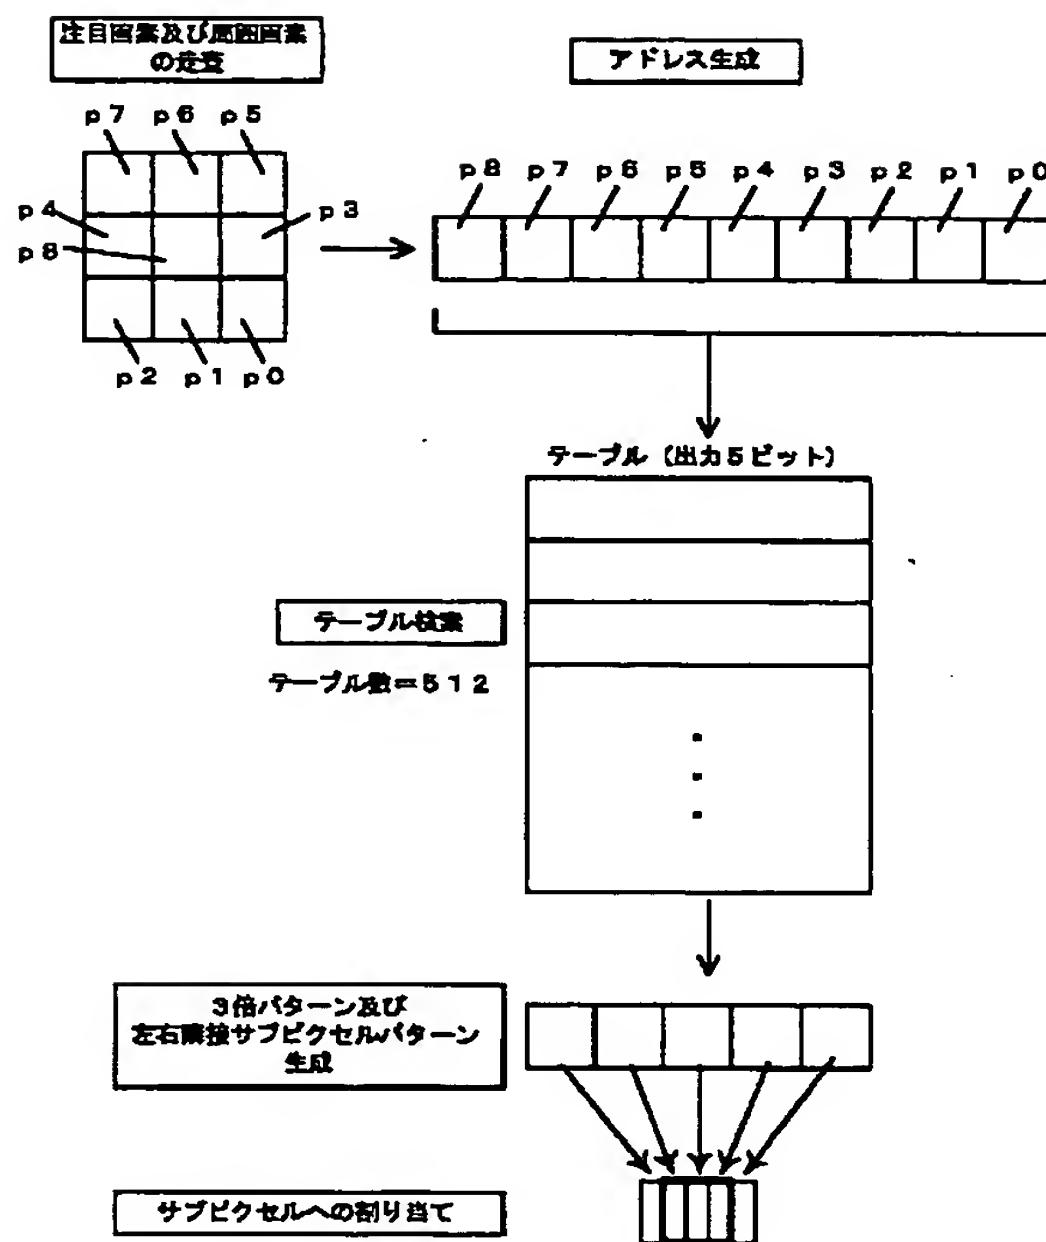 注目画素及び周囲画素
の走査
アドレス生成
p7 p6 p5
p8 p7 p6 p5 p4 p3 p2 p1 p0
p4
p3
p8
p2 p1 p0
テーブル(出力5ビット)
テーブル検索
テーブル数=512
3倍パターン及び
左右隣接サブピクセルパターン
生成
サブピクセルへの割り当て